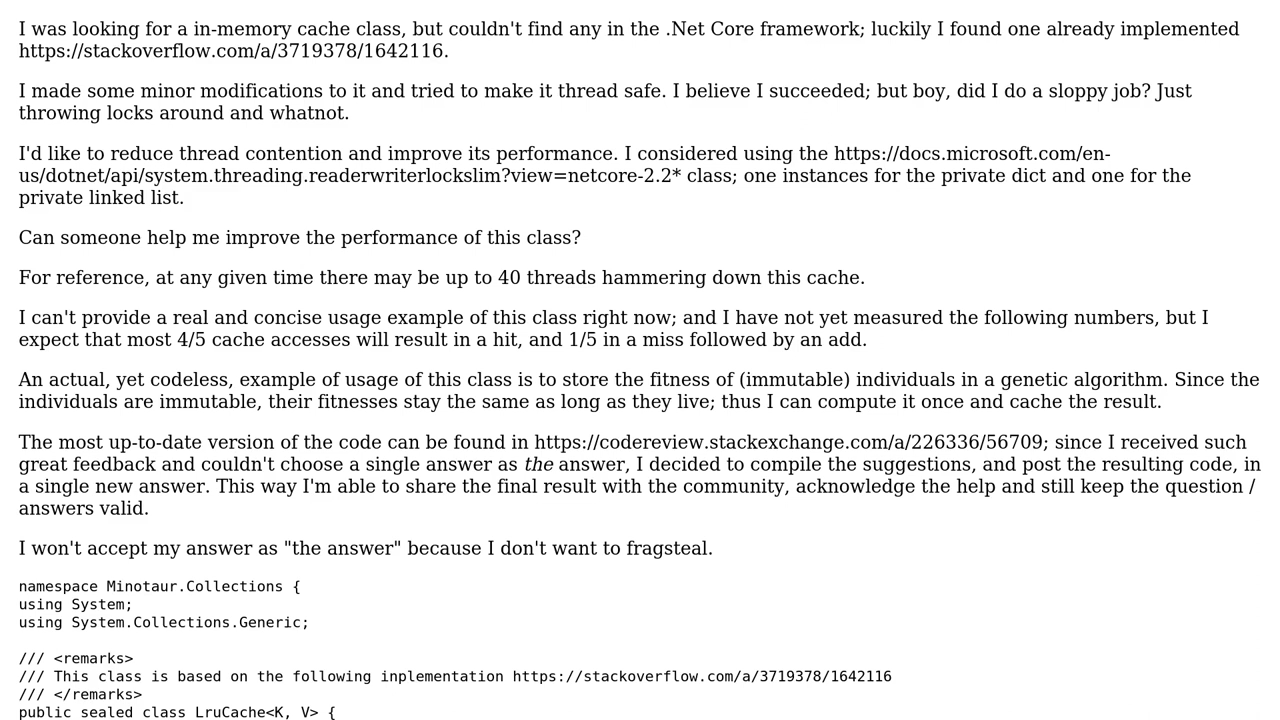 I was looking for a in-memory cache class, but couldn't find any in the .Net Core framework; luckily I found one already implemented
https://stackoverflow.com/a/3719378/1642116.
I made some minor modifications to it and tried to make it thread safe. I believe I succeeded; but boy, did I do a sloppy job? Just
throwing locks around and whatnot.
I'd like to reduce thread contention and improve its performance. I considered using the https://docs.microsoft.com/en-
us/dotnet/api/system.threading.readerwriterlockslim?view=netcore-2.2* class; one instances for the private dict and one for the
private linked list.
Can someone help me improve the performance of this class?
For reference, at any given time there may be up to 40 threads hammering down this cache.
I can't provide a real and concise usage example of this class right now; and I have not yet measured the following numbers, but I
expect that most 4/5 cache accesses will result in a hit, and 1/5 in a miss followed by an add.
An actual, yet codeless, example of usage of this class is to store the fitness of (immutable) individuals in a genetic algorithm. Since the
individuals are immutable, their fitnesses stay the same as long as they live; thus I can compute it once and cache the result.
The most up-to-date version of the code can be found in https://codereview.stackexchange.com/a/226336/56709; since I received such
great feedback and couldn't choose a single answer as the answer, I decided to compile the suggestions, and post the resulting code, in
a single new answer. This way I'm able to share the final result with the community, acknowledge the help and still keep the question /
answers valid.
I won't accept my answer as "the answer" because I don't want to fragsteal.
namespace Minotaur.Collections {
using System;
using System.Collections.Generic;
/// <remarks>
/// This class is based on the following inplementation https://stackoverflow.com/a/3719378/1642116
/// </remarks>
public sealed class LruCache<K, V> {